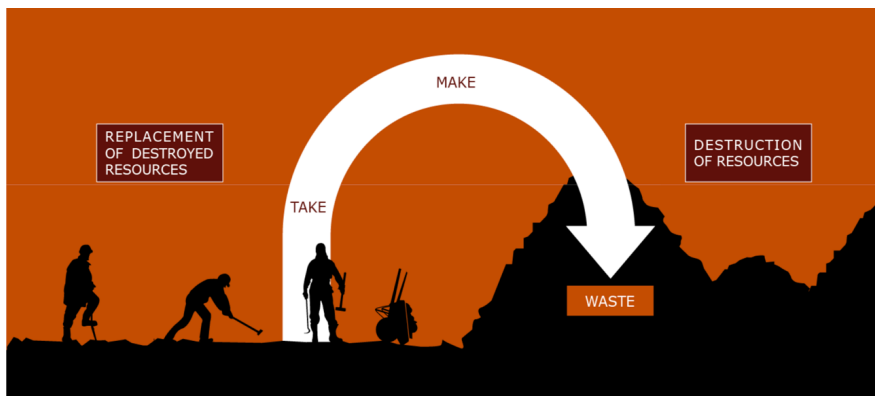 MAKE
REPLACEMENT
OF DESTROYED
RESOURCES
DESTRUCTION
OF RESOURCES
TAKE
WASTE